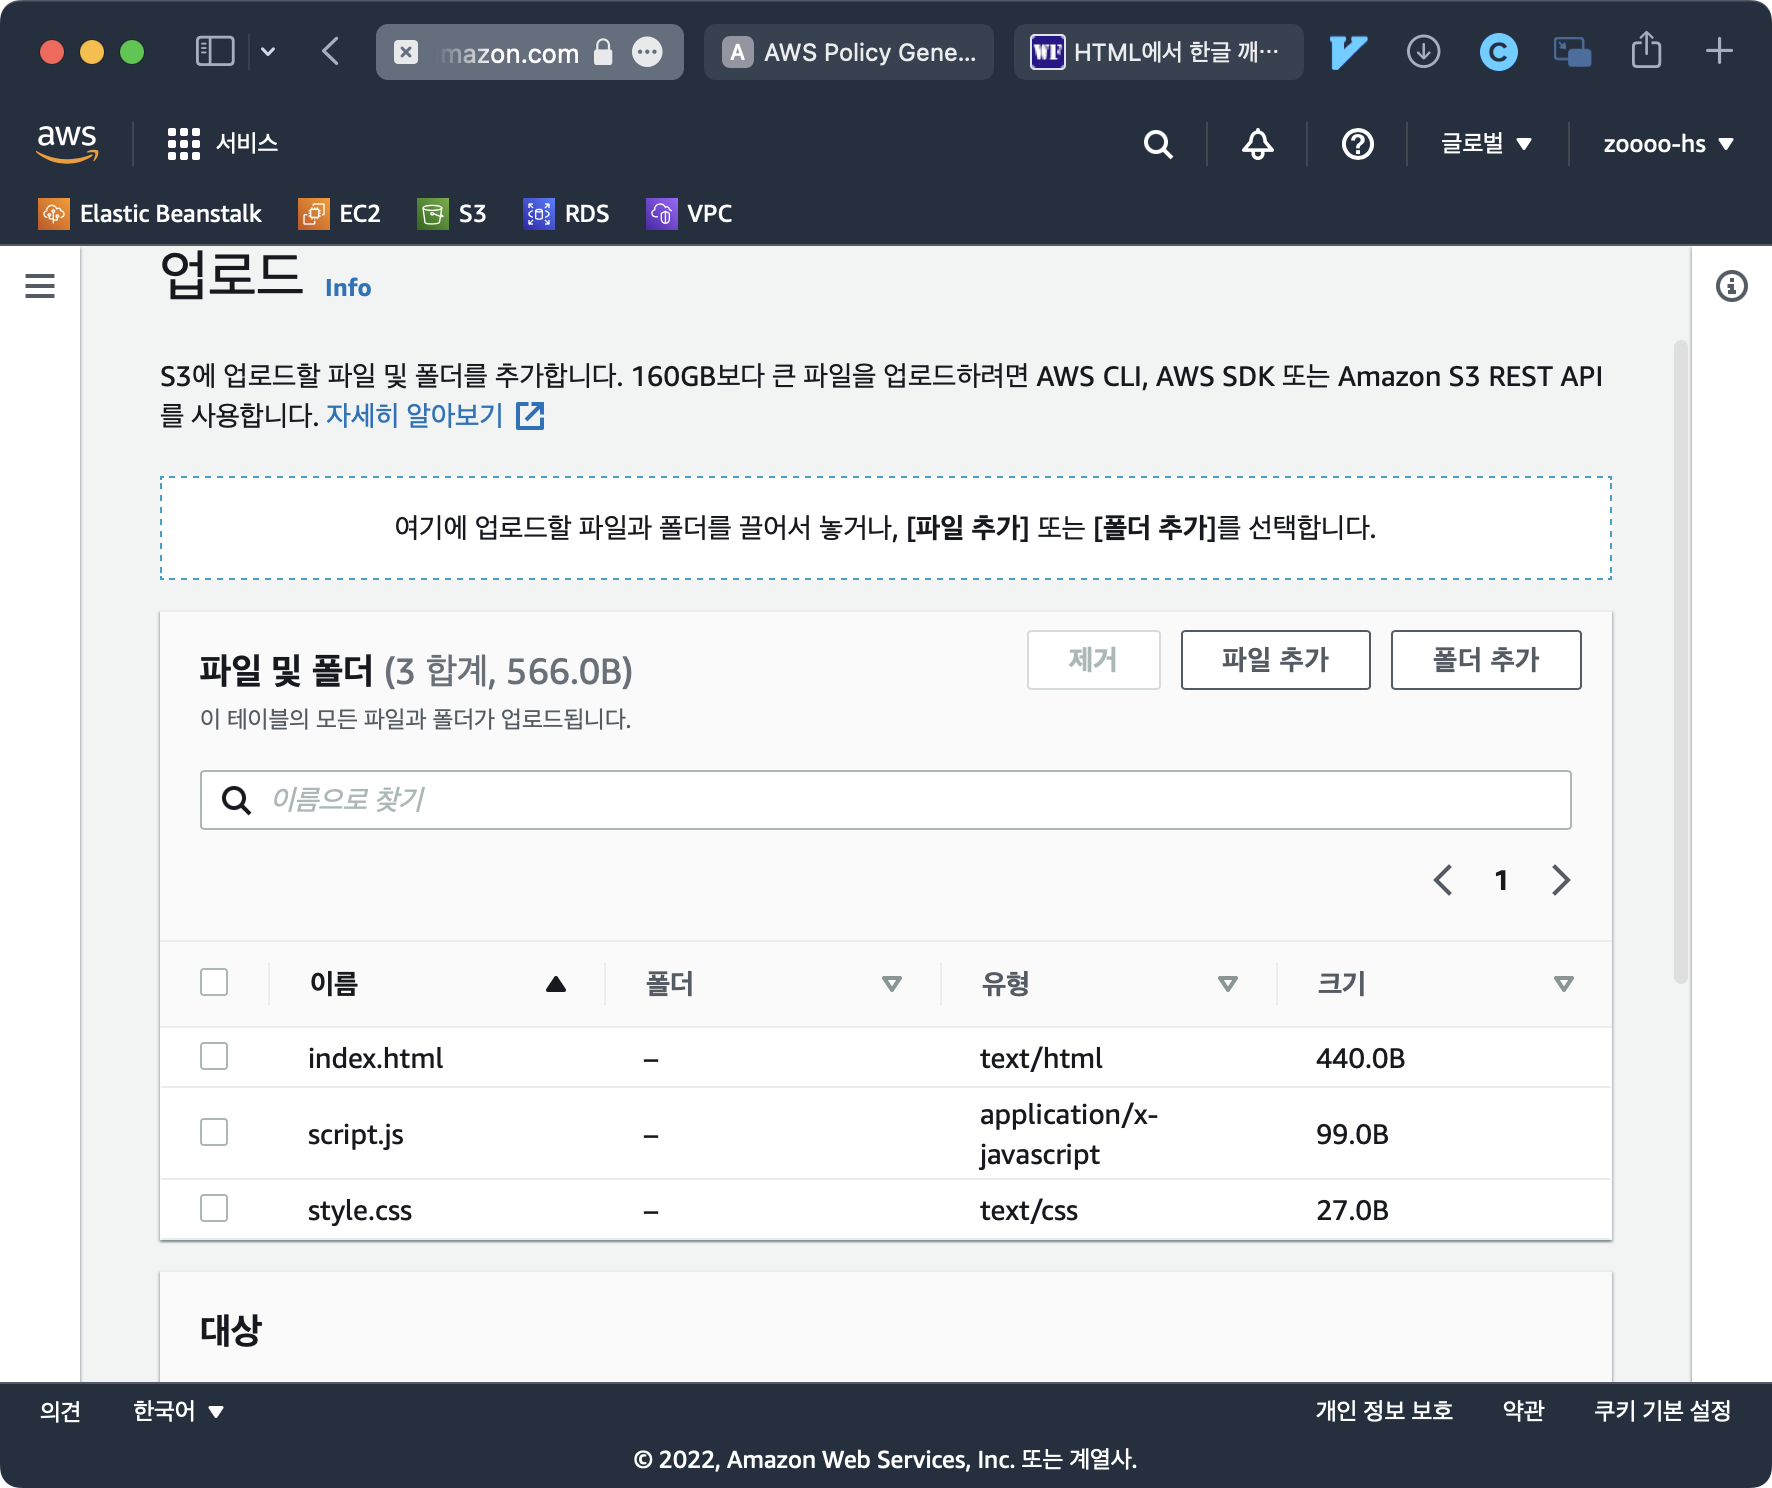 mazon.com
A AWS Policy Gene...
WF HTML에서 한글 깨...
C
aws
서비스
글로벌
zoooo-hs
Elastic Beanstalk
EC2
S3
RDS
VPC
업로드 Info
S3에 업로드할 파일 및 폴더를 추가합니다. 160GB보다 큰 파일을 업로드하려면 AWS CLI, AWS SDK 또는 Amazon S3 REST API
를 사용합니다. 자세히 알아보기
여기에 업로드할 파일과 폴더를 끌어서 놓거나, [파일 추가] 또는 [폴더 추가]를 선택합니다.
파일 및 폴더 (3 합계, 566.0B)
제거
파일 추가
폴더 추가
이 테이블의 모든 파일과 폴더가 업로드됩니다.
이름으로 찾기
1
이름 폴더 유형 크기
index.html – text/html 440.0B
script.js – application/x-
javascript 99.0B
style.css – text/css 27.0B
대상
의견
한국어
개인 정보 보호
약관
쿠키 기본 설정
© 2022, Amazon Web Services, Inc. 또는 계열사.